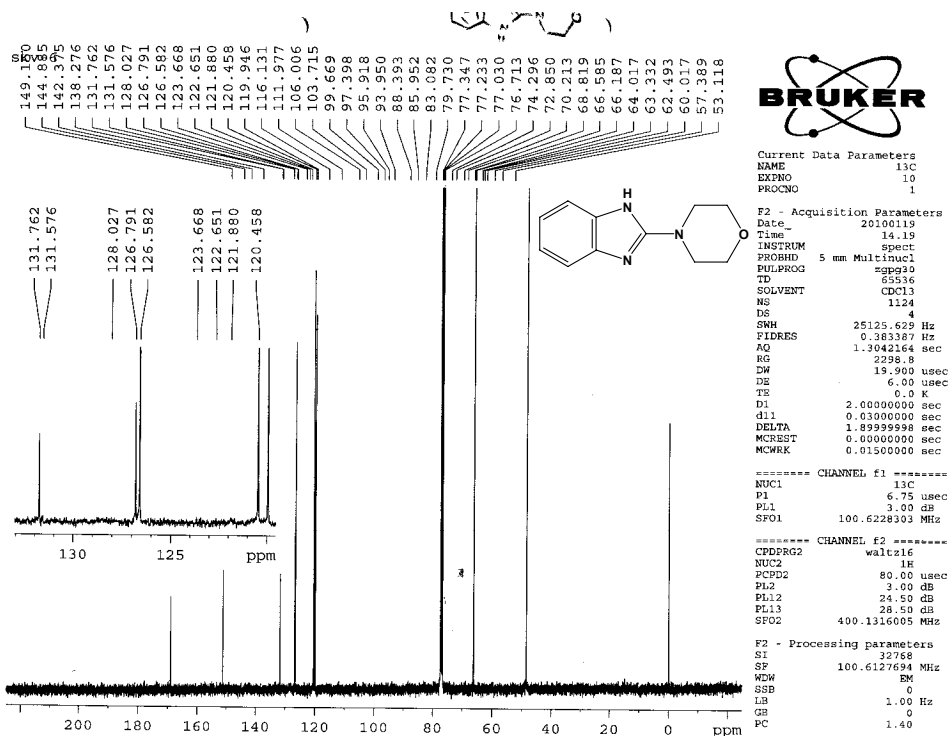 149.100
144.885
142.375
138.276
131.762
131.576
128.027
126.791
126.582
123.668
122.651
121.880
120.458
119.946
116.131
111.977
106.006
103.715
99.669
97.398
95.918
93.950
88.393
85.952
83.082
79.730
77.347
77.233
77.030
76.713
74.296
72.850
70.213
68.819
66.585
66.187
64.017
63.332
62.493
60.017
57.389
53.118
131.762
131.576
128.027
126.791
126.582
123.668
122.651
121.880
120.458
130 125 ppm
H
N
N
N
O
200 180 160 140 120 100 80 60 40 20 0 ppm
BRUKER
Current Data Parameters
NAME 13C
EXPNO 10
PROCNO 1
F2 - Acquisition Parameters
Date_ 20100119
Time 14.19
INSTRUM spect
PROBHD 5 mm Multinucl
PULPROG zgpg30
TD 65536
SOLVENT CDCl3
NS 1124
DS 4
SWH 25125.629 Hz
FIDRES 0.383387 Hz
AQ 1.3042164 sec
RG 2298.8
DW 19.900 usec
DE 6.00 usec
TE 0.0 K
D1 2.00000000 sec
d11 0.03000000 sec
DELTA 1.89999998 sec
MCREST 0.00000000 sec
MCWRK 0.01500000 sec
======== CHANNEL f1 ========
NUC1 13C
P1 6.75 usec
PL1 3.00 dB
SFO1 100.6228303 MHz
======== CHANNEL f2 ========
CPDPRG2 waltz16
NUC2 1H
PCPD2 80.00 usec
PL2 3.00 dB
PL12 24.50 dB
PL13 28.50 dB
SFO2 400.1316005 MHz
F2 - Processing parameters
SI 32768
SF 100.6127694 MHz
WDW EM
SSB 0
LB 1.00 Hz
GB 0
PC 1.40